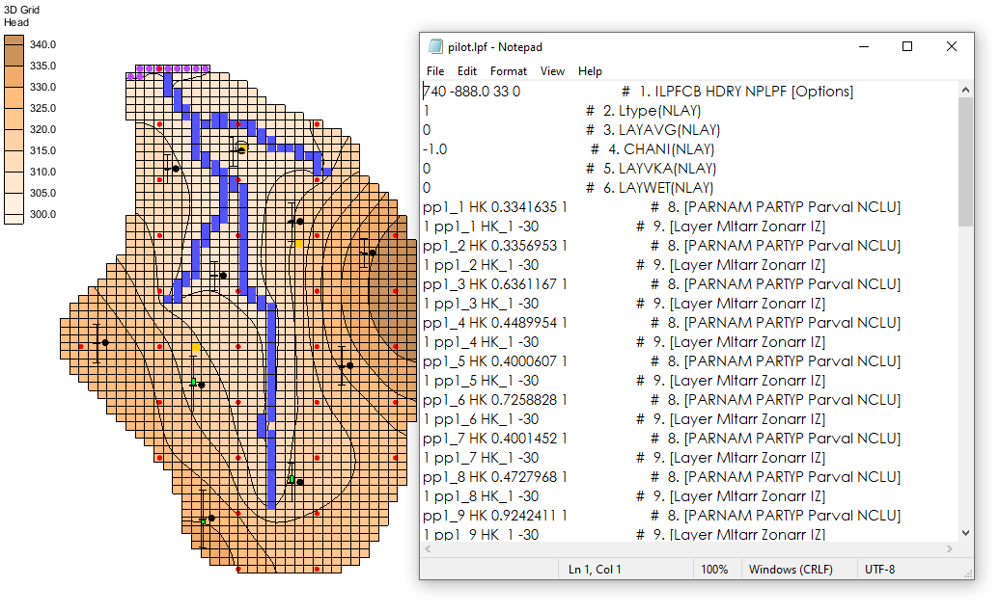 3D Grid
Head
340.0
335.0
330.0
325.0
320.0
315.0
310.0
305.0
300.0
pilot.lpf - Notepad
File Edit Format View Help
740 -888.0 33 0 # 1. ILPFCB HDRY NPLPF [Options]
1 # 2. Ltype(NLAY)
0 # 3. LAYAVG(NLAY)
-1.0 # 4. CHANI(NLAY)
0 # 5. LAYVKA(NLAY)
0 # 6. LAYWET(NLAY)
pp1_1 HK 0.3341635 1 # 8. [PARNAM PARTYP Parval NCLU]
1 pp1_1 HK_1 -30 # 9. [Layer Mltarr Zonarr IZ]
pp1_2 HK 0.3356953 1 # 8. [PARNAM PARTYP Parval NCLU]
1 pp1_2 HK_1 -30 # 9. [Layer Mltarr Zonarr IZ]
pp1_3 HK 0.6361167 1 # 8. [PARNAM PARTYP Parval NCLU]
1 pp1_3 HK_1 -30 # 9. [Layer Mltarr Zonarr IZ]
pp1_4 HK 0.4489954 1 # 8. [PARNAM PARTYP Parval NCLU]
1 pp1_4 HK_1 -30 # 9. [Layer Mltarr Zonarr IZ]
pp1_5 HK 0.4000607 1 # 8. [PARNAM PARTYP Parval NCLU]
1 pp1_5 HK_1 -30 # 9. [Layer Mltarr Zonarr IZ]
pp1_6 HK 0.7258828 1 # 8. [PARNAM PARTYP Parval NCLU]
1 pp1_6 HK_1 -30 # 9. [Layer Mltarr Zonarr IZ]
pp1_7 HK 0.4001452 1 # 8. [PARNAM PARTYP Parval NCLU]
1 pp1_7 HK_1 -30 # 9. [Layer Mltarr Zonarr IZ]
pp1_8 HK 0.4727968 1 # 8. [PARNAM PARTYP Parval NCLU]
1 pp1_8 HK_1 -30 # 9. [Layer Mltarr Zonarr IZ]
pp1_9 HK 0.9242411 1 # 8. [PARNAM PARTYP Parval NCLU]
1 pp1_9 HK_1 -30 # 9. [Layer Mltarr Zonarr IZ]
Ln 1, Col 1 100% Windows (CRLF) UTF-8